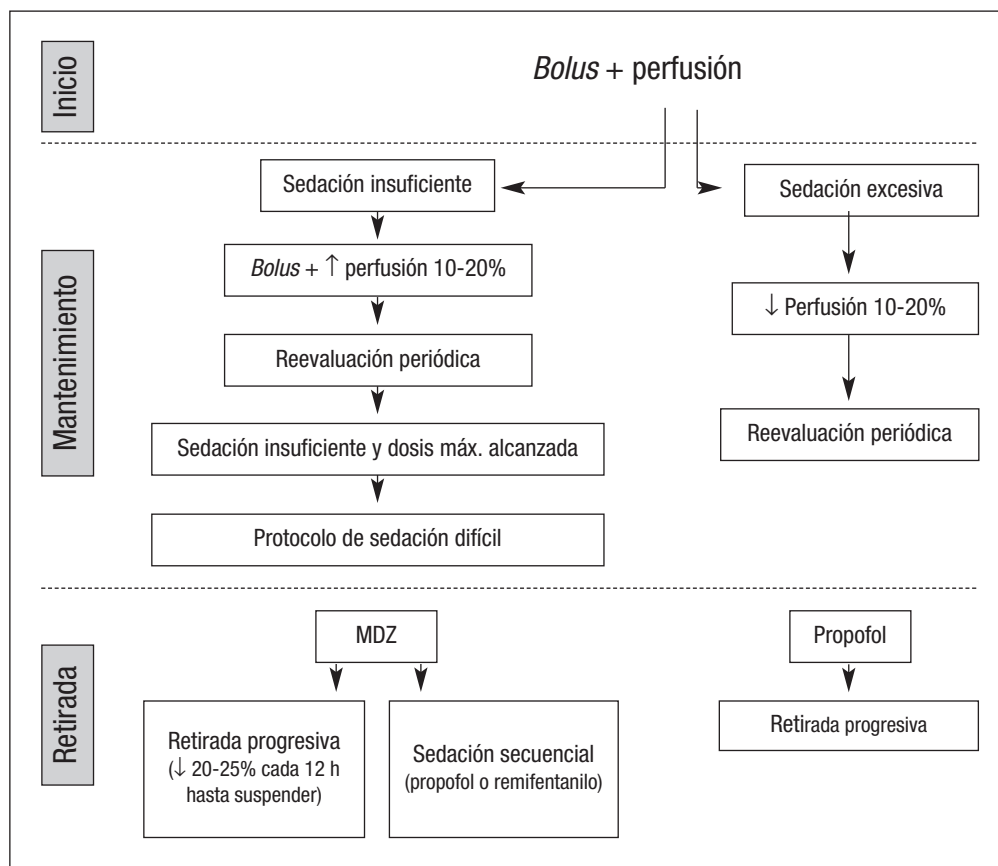 Inicio
Bolus + perfusión
Mantenimiento
Sedación insuficiente
Bolus + ↑ perfusión 10-20%
Reevaluación periódica
Sedación insuficiente y dosis máx. alcanzada
Protocolo de sedación difícil
Sedación excesiva
↓ Perfusión 10-20%
Reevaluación periódica
Retirada
MDZ
Retirada progresiva
(↓ 20-25% cada 12 h
hasta suspender)
Sedación secuencial
(propofol o remifentanilo)
Propofol
Retirada progresiva